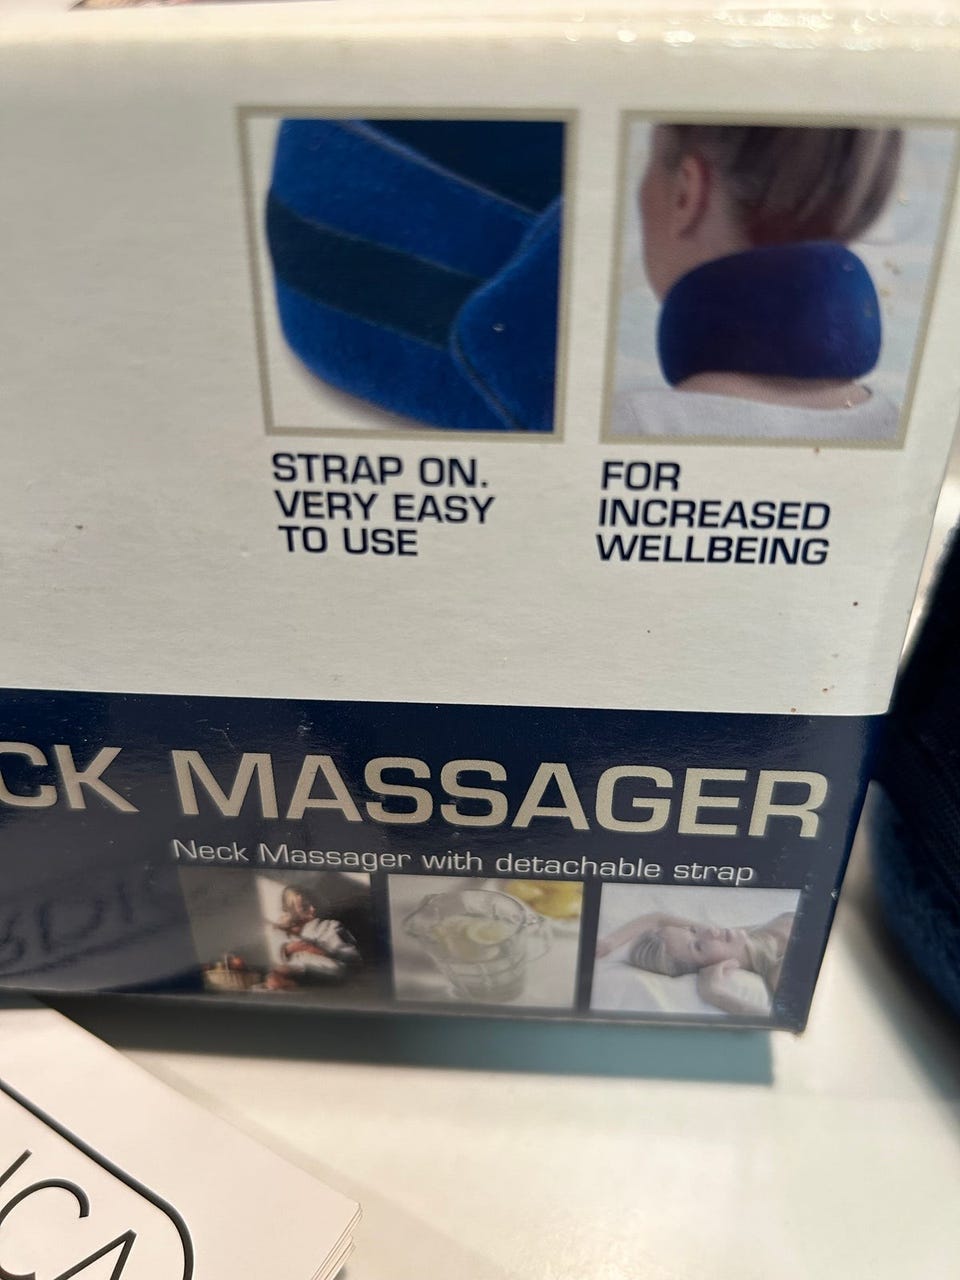 STRAP ON.
VERY EASY
TO USE
FOR
INCREASED
WELLBEING
CK MASSAGER
Neck Massager with detachable strap